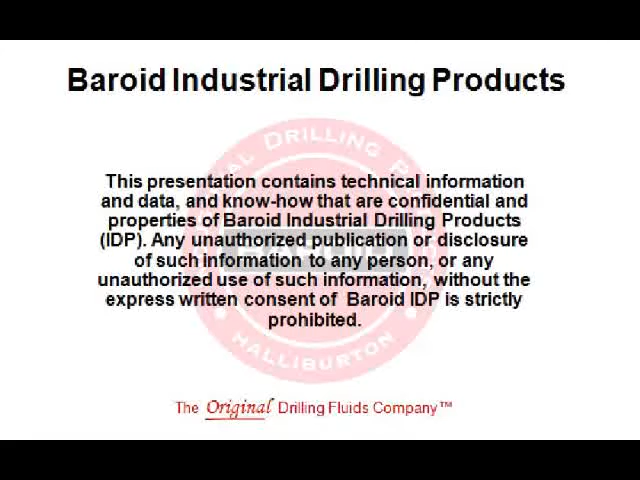 Baroid Industrial Drilling Products
This presentation contains technical information
and data, and know-how that are confidential and
properties of Baroid Industrial Drilling Products
(IDP). Any unauthorized publication or disclosure
of such information to any person, or any
unauthorized use of such information, without the
express written consent of Baroid IDP is strictly
prohibited.
HALLIBURTON
The Original Drilling Fluids Company™